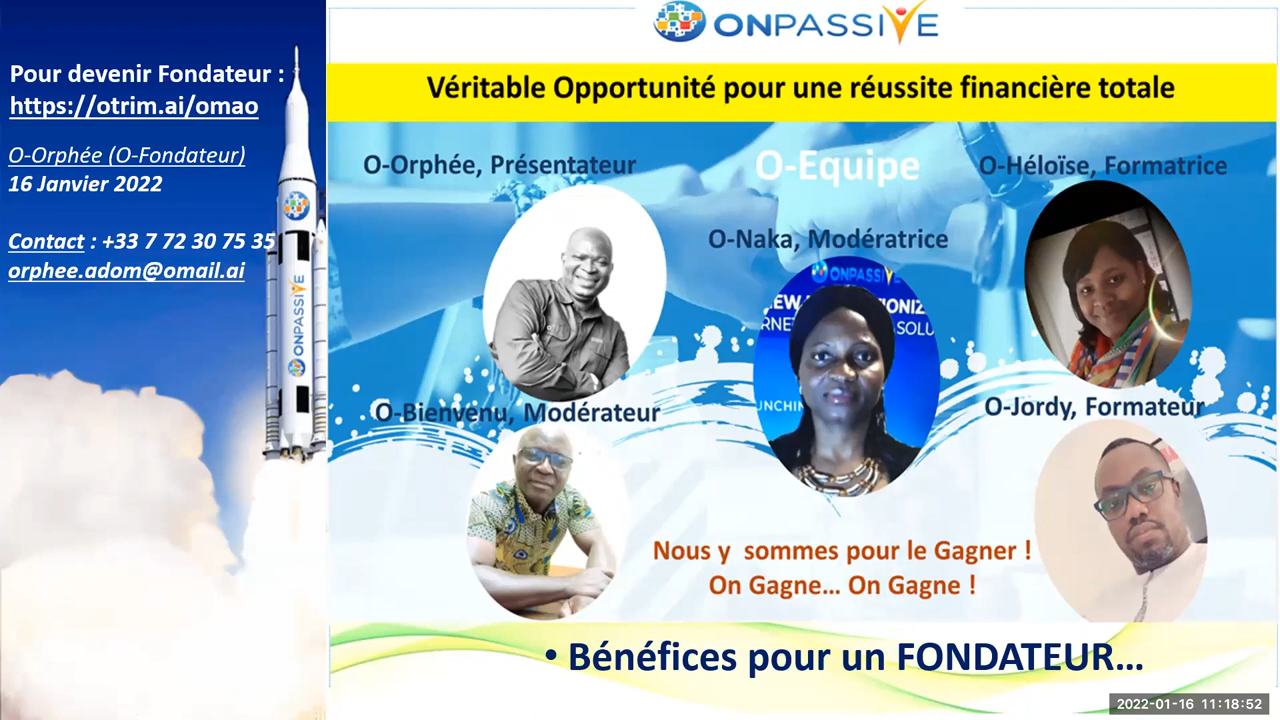 Pour devenir Fondateur :
https://otrim.ai/omao
O-Orphée (O-Fondateur)
16 Janvier 2022
Contact : +33 7 72 30 75 35
orphee.adom@omail.ai
ONPASSIVE
ONPASSIVE
Véritable Opportunité pour une réussite financière totale
O-Orphée, Présentateur
O-Equipe
O-Héloïse, Formatrice
O-Naka, Modératrice
ONPASSIVE
O-Bienvenu, Modérateur
O-Jordy, Formateur
Nous y sommes pour le Gagner !
On Gagne... On Gagne !
• Bénéfices pour un FONDATEUR...
2022-01-16 11:18:52